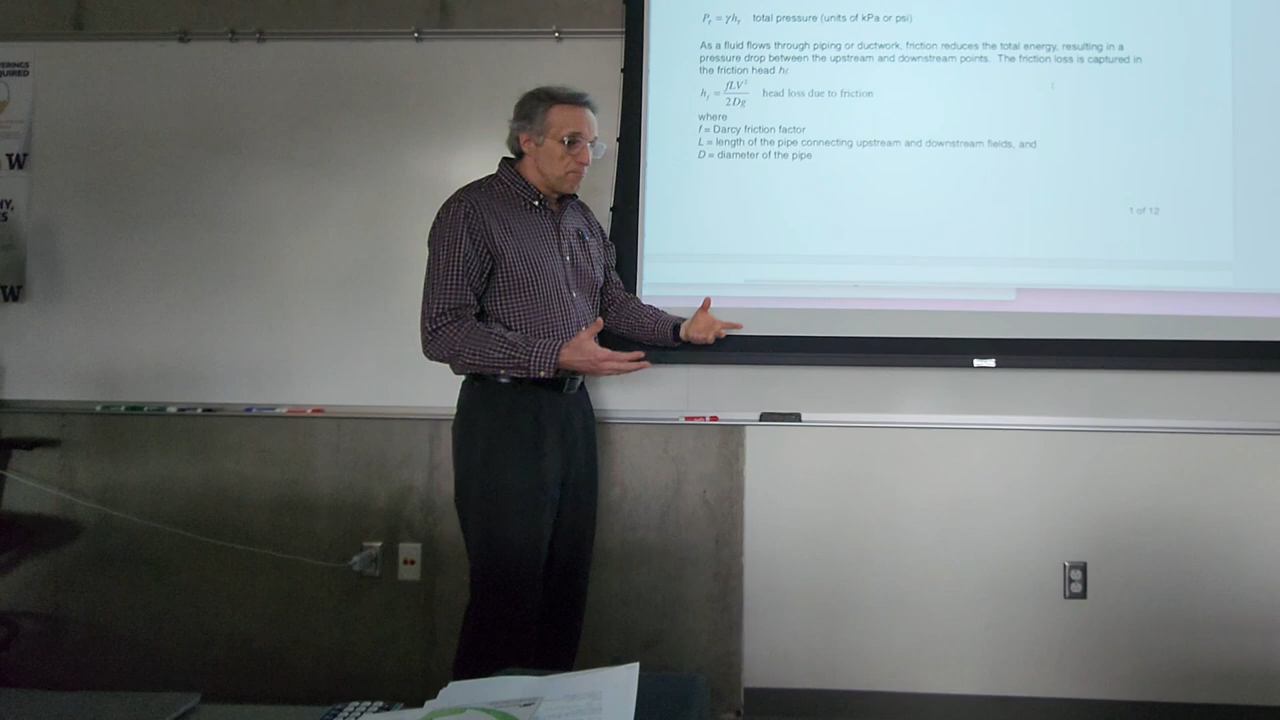 P_T = γh_T total pressure (units of kPa or psi)
As a fluid flows through piping or ductwork, friction reduces the total energy, resulting in a
pressure drop between the upstream and downstream points. The friction loss is captured in
the friction head hf
h_f = fLV²/2Dg head loss due to friction
where
f = Darcy friction factor
L = length of the pipe connecting upstream and downstream fields, and
D = diameter of the pipe
1 of 12
W
W